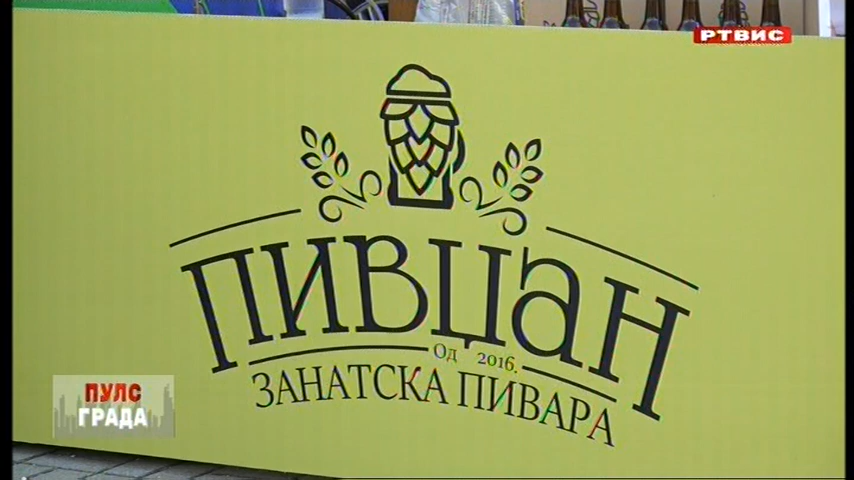 РТВИС
ПИВЦАН
Од 2016.
ЗАНАТСКА ПИВАРА
ПУЛС
ГРАДА